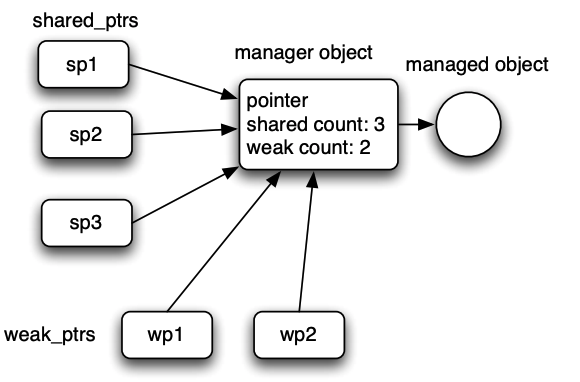 shared_ptrs
sp1
sp2
sp3
manager object
pointer
shared count: 3
weak count: 2
managed object
weak_ptrs
wp1
wp2